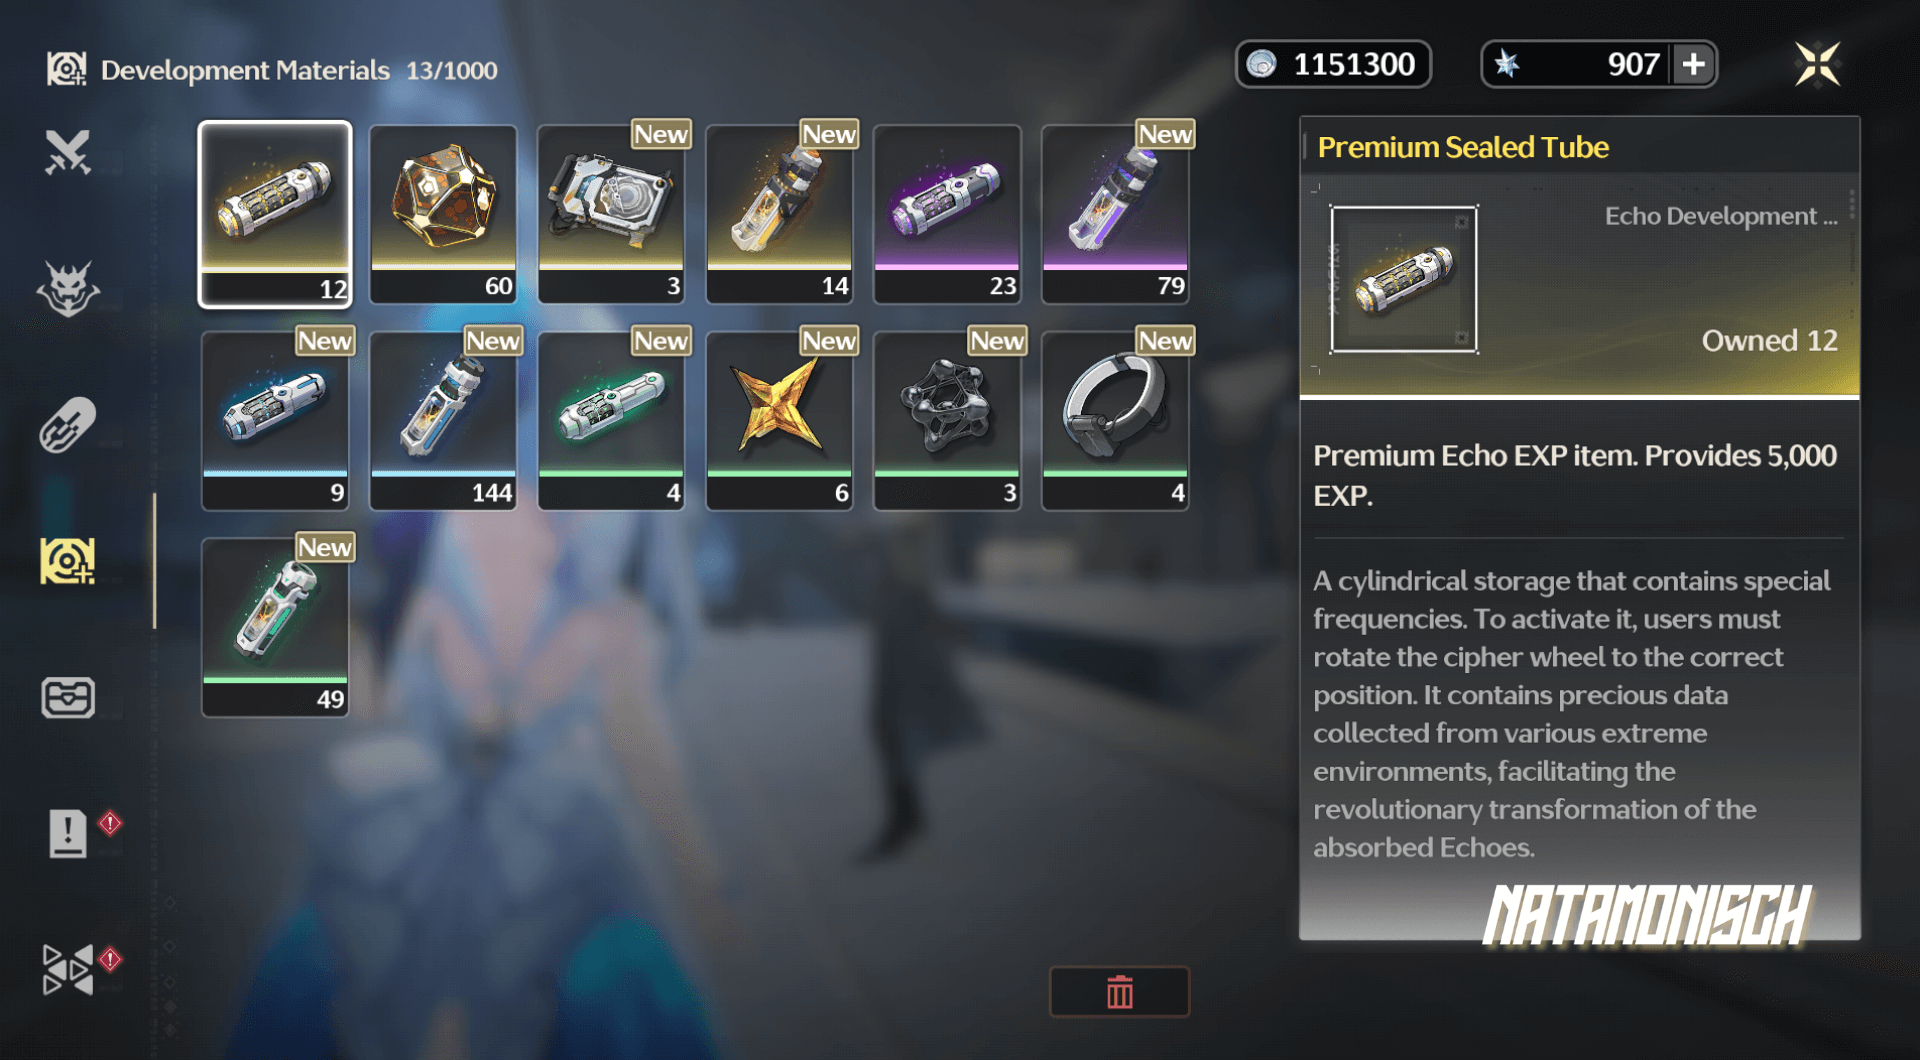 Development Materials 13/1000
1151300
907
12
60
New
3
New
14
23
New
79
New
9
New
144
New
4
New
6
New
3
New
4
New
49
Premium Sealed Tube
Echo Development ...
Owned 12
Premium Echo EXP item. Provides 5,000
EXP.
A cylindrical storage that contains special
frequencies. To activate it, users must
rotate the cipher wheel to the correct
position. It contains precious data
collected from various extreme
environments, facilitating the
revolutionary transformation of the
absorbed Echoes.
NATAMONISCH